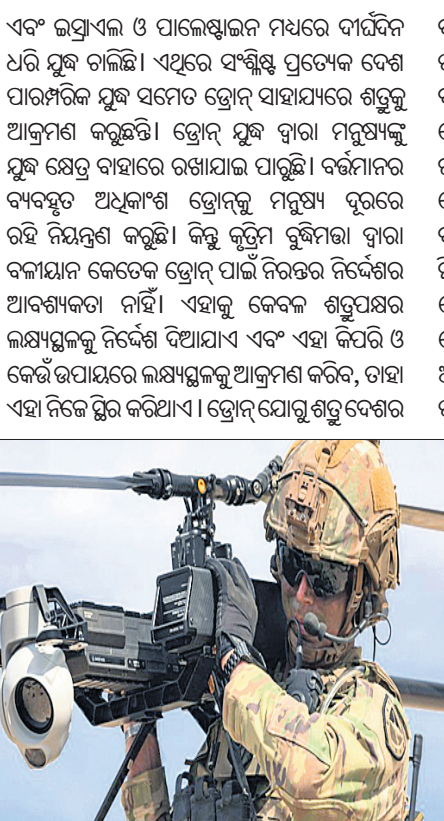 ଏବଂ ଇସ୍ରାଏଲ ଓ ପାଲେଷ୍ଟାଇନ ମଧ୍ୟରେ ଦୀର୍ଘଦିନ
ଧରି ଯୁଦ୍ଧ ଚାଲିଛି। ଏଥିରେ ସଂଶ୍ଳିଷ୍ଟ ପ୍ରତ୍ୟେକ ଦେଶ
ପାରମ୍ପରିକ ଯୁଦ୍ଧ ସମେତ ଡ୍ରୋନ୍ ସାହାଯ୍ୟରେ ଶତ୍ରୁକୁ
ଆକ୍ରମଣ କରୁଛନ୍ତି। ଡ୍ରୋନ୍ ଯୁଦ୍ଧ ଦ୍ୱାରା ମନୁଷ୍ୟଙ୍କୁ
ଯୁଦ୍ଧ କ୍ଷେତ୍ର ବାହାରେ ରଖାଯାଇ ପାରୁଛି। ବର୍ତ୍ତମାନର
ବ୍ୟବହୃତ ଅଧିକାଂଶ ଡ୍ରୋନ୍‌କୁ ମନୁଷ୍ୟ ଦୂରରେ
ରହି ନିୟନ୍ତ୍ରଣ କରୁଛି। କିନ୍ତୁ କୃତ୍ରିମ ବୁଦ୍ଧିମତ୍ତା ଦ୍ୱାରା
ବଳୀୟାନ କେତେକ ଡ୍ରୋନ୍ ପାଇଁ ନିରନ୍ତର ନିର୍ଦ୍ଦେଶର
ଆବଶ୍ୟକତା ନାହିଁ। ଏହାକୁ କେବଳ ଶତ୍ରୁପକ୍ଷର
ଲକ୍ଷ୍ୟସ୍ଥଳକୁ ନିର୍ଦ୍ଦେଶ ଦିଆଯାଏ ଏବଂ ଏହା କିପରି ଓ
କେଉଁ ଉପାୟରେ ଲକ୍ଷ୍ୟସ୍ଥଳକୁ ଆକ୍ରମଣ କରିବ, ତାହା
ଏହା ନିଜେ ସ୍ଥିର କରିଥାଏ । ଡ୍ରୋନ୍ ଯୋଗୁ ଶତ୍ରୁ ଦେଶର